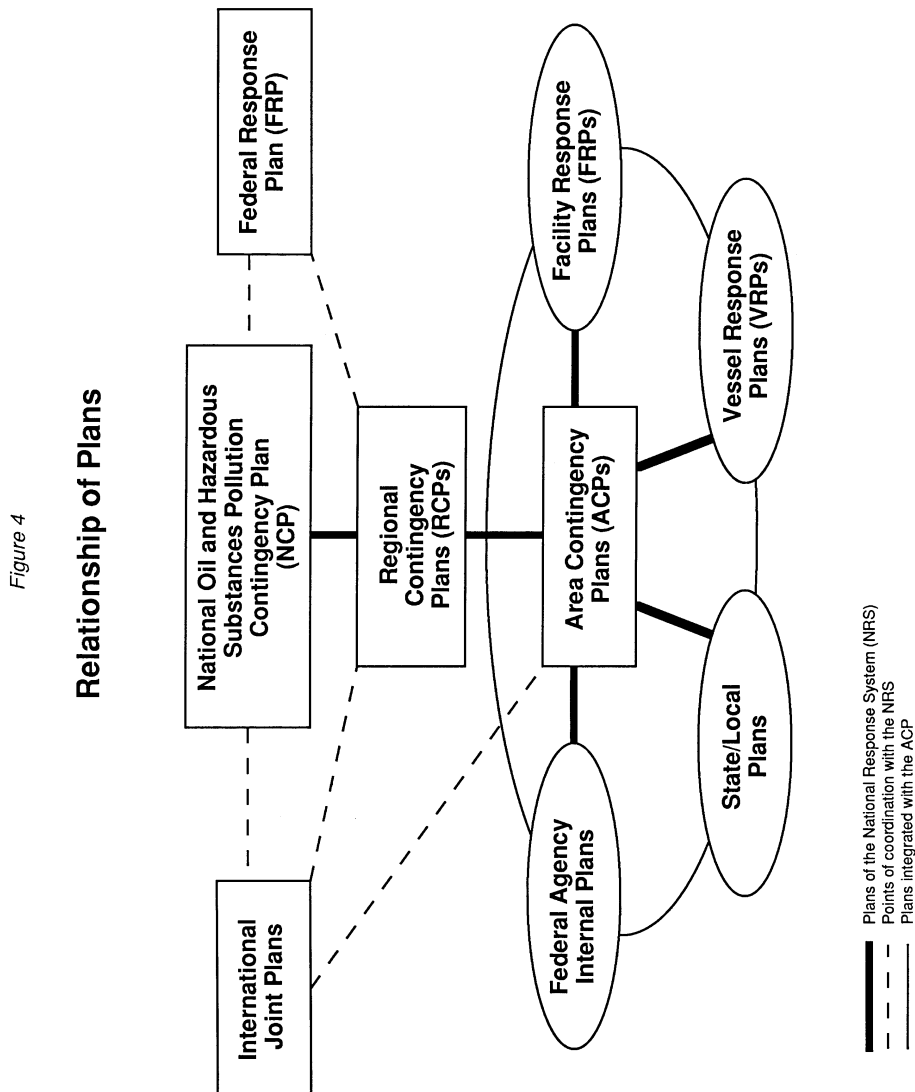 Figure 4
Relationship of Plans
International
Joint Plans
National Oil and Hazardous
Substances Pollution
Contingency Plan
(NCP)
Federal Response
Plan (FRP)
Regional
Contingency
Plans (RCPs)
Area Contingency
Plans (ACPs)
Federal Agency
Internal Plans
Facility Response
Plans (FRPs)
State/Local
Plans
Vessel Response
Plans (VRPs)
Plans of the National Response System (NRS)
Points of coordination with the NRS
Plans integrated with the ACP